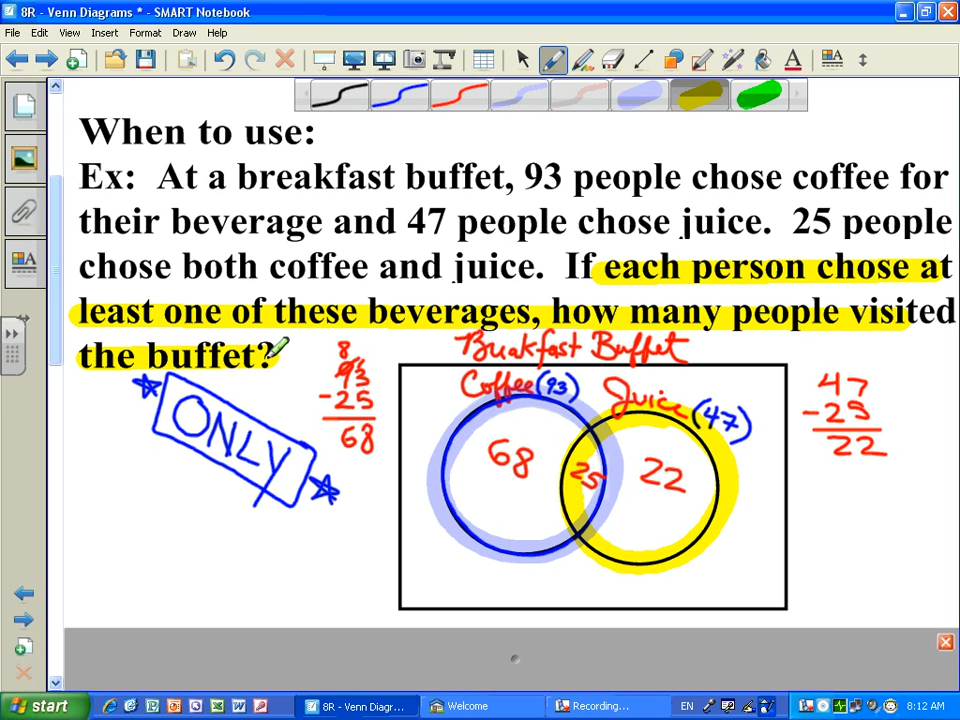 8R - Venn Diagrams * - SMART Notebook
File Edit View Insert Format Draw Help
When to use:
Ex: At a breakfast buffet, 93 people chose coffee for
their beverage and 47 people chose juice. 25 people
chose both coffee and juice. If each person chose at
least one of these beverages, how many people visited
the buffet?
Breakfast Buffet
Coffee (93)
Juice (47)
ONLY
8
93
- 25
68
68
25
22
47
- 25
22
start
8R - Venn Diagr...
Welcome
Recording...
EN
8:12 AM